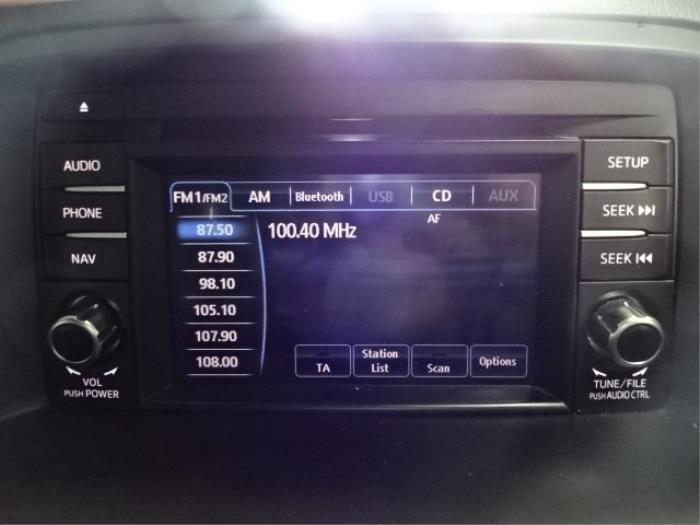 AUDIO
PHONE
NAV
VOL
PUSH POWER
FM1/FM2 AM Bluetooth USB CD AUX
AF
87.50 100.40 MHz
87.90
98.10
105.10
107.90
108.00
TA Station List Scan Options
SETUP
SEEK
SEEK
TUNE/FILE
PUSH AUDIO CTRL